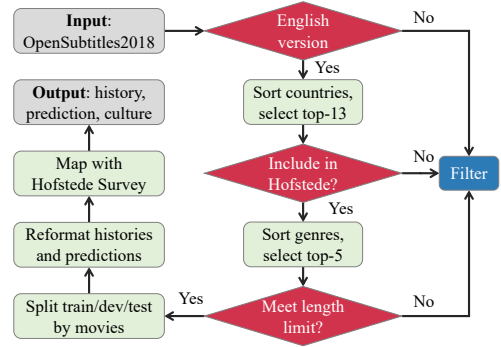 Input:
OpenSubtitles2018
English
version
No
Yes
Output: history,
prediction, culture
Sort countries,
select top-13
Map with
Hofstede Survey
Include in
Hofstede?
No
Filter
Yes
Reformat histories
and predictions
Sort genres,
select top-5
Split train/dev/test
by movies
Yes
Meet length
limit?
No